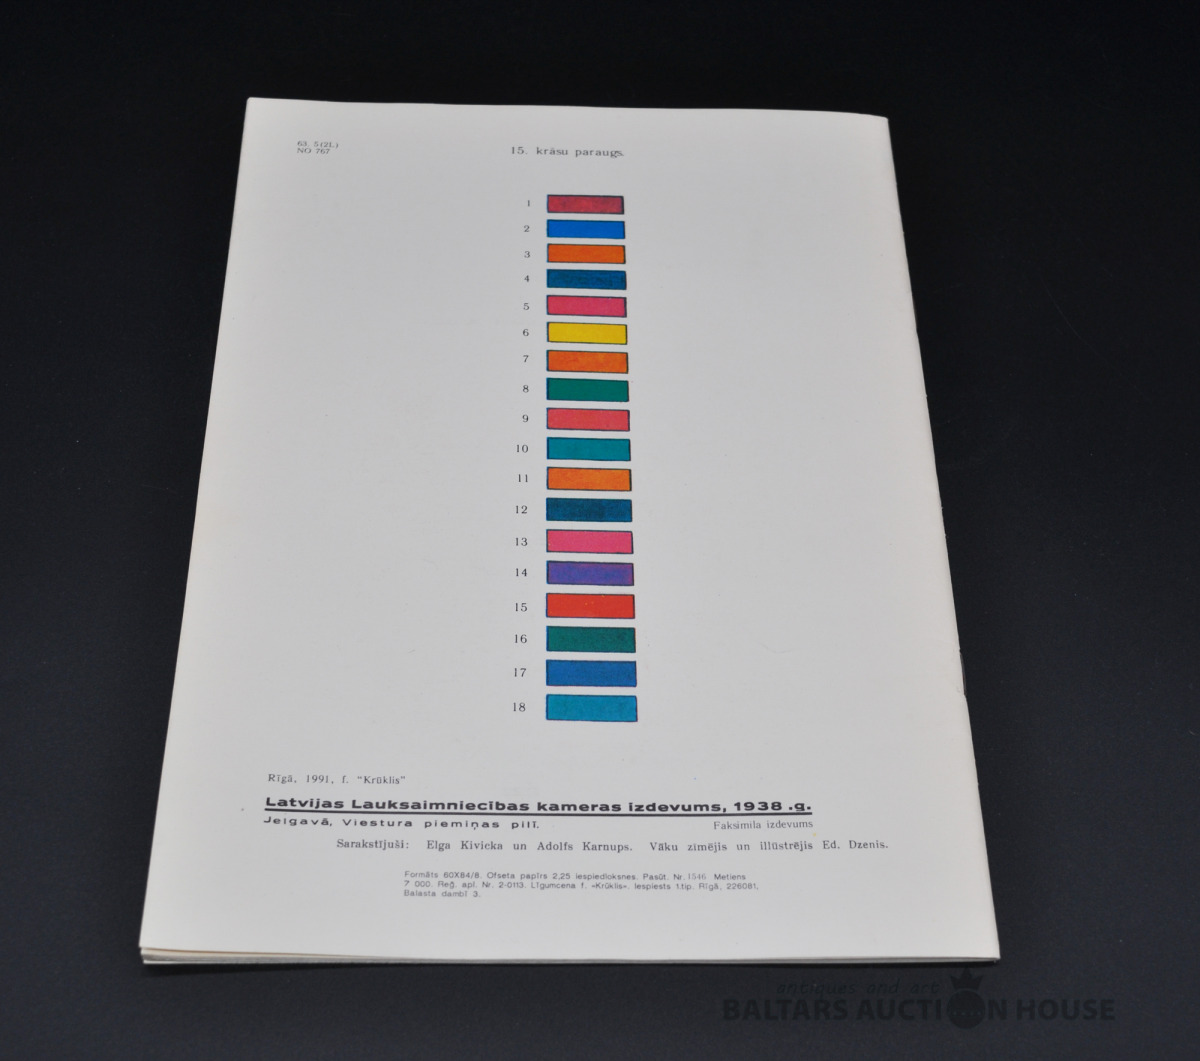 63. 5(2L)
NO 767
15. krāsu paraugs.
1
2
3
4
5
6
7
8
9
10
11
12
13
14
15
16
17
18
Rīgā, 1991, f. "Krūklis"
Latvijas Lauksaimniecības kameras izdevums, 1938 .g.
Jelgavā, Viestura piemiņas pilī.
Faksimila izdevums
Sarakstījuši: Elga Kivicka un Adolfs Karnups. Vāku zīmējis un illūstrējis Ed. Dzenis.
Formāts 60X84/8. Ofseta papīrs 2,25 iespiedloksnes. Pasūt. Nr. 1546 Metiens
7 000. Reģ. apl. Nr. 2-0113. Līgumcena f. «Krūklis». Iespiests 1.tip. Rīgā, 226081,
Balasta dambī 3.
antiques and art
BALTARS AUCTION HOUSE